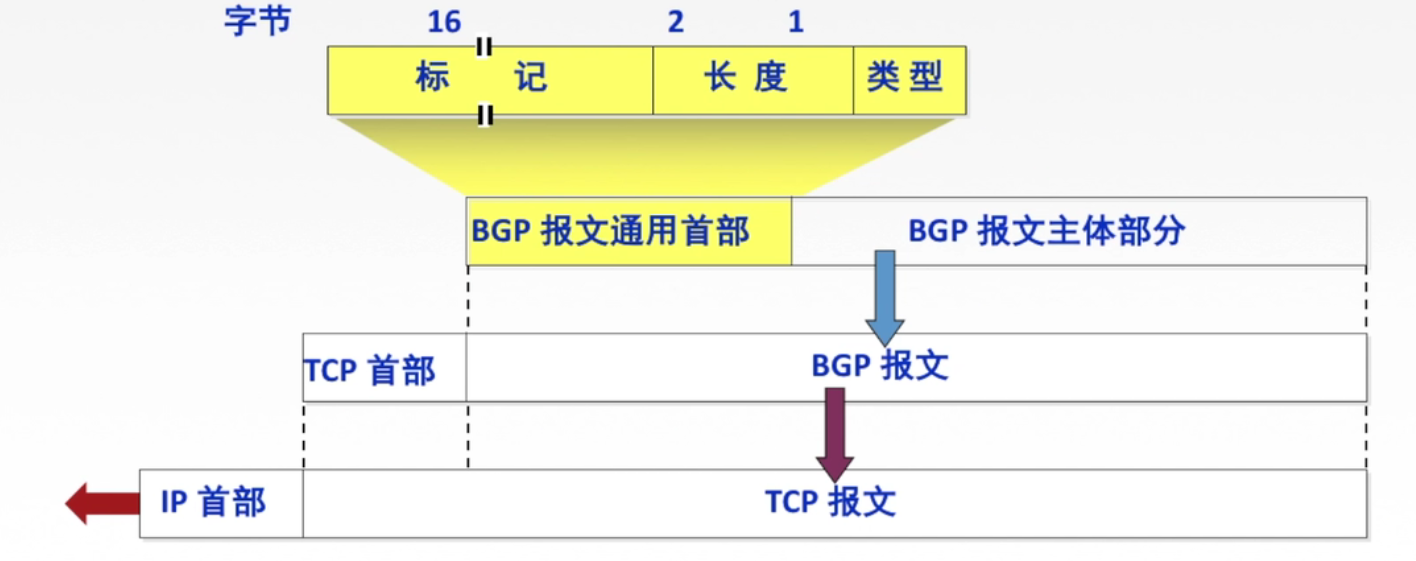 字节 16 2 1
标 记 长 度 类 型
BGP 报文通用首部 BGP 报文主体部分
TCP 首部 BGP 报文
IP 首部 TCP 报文